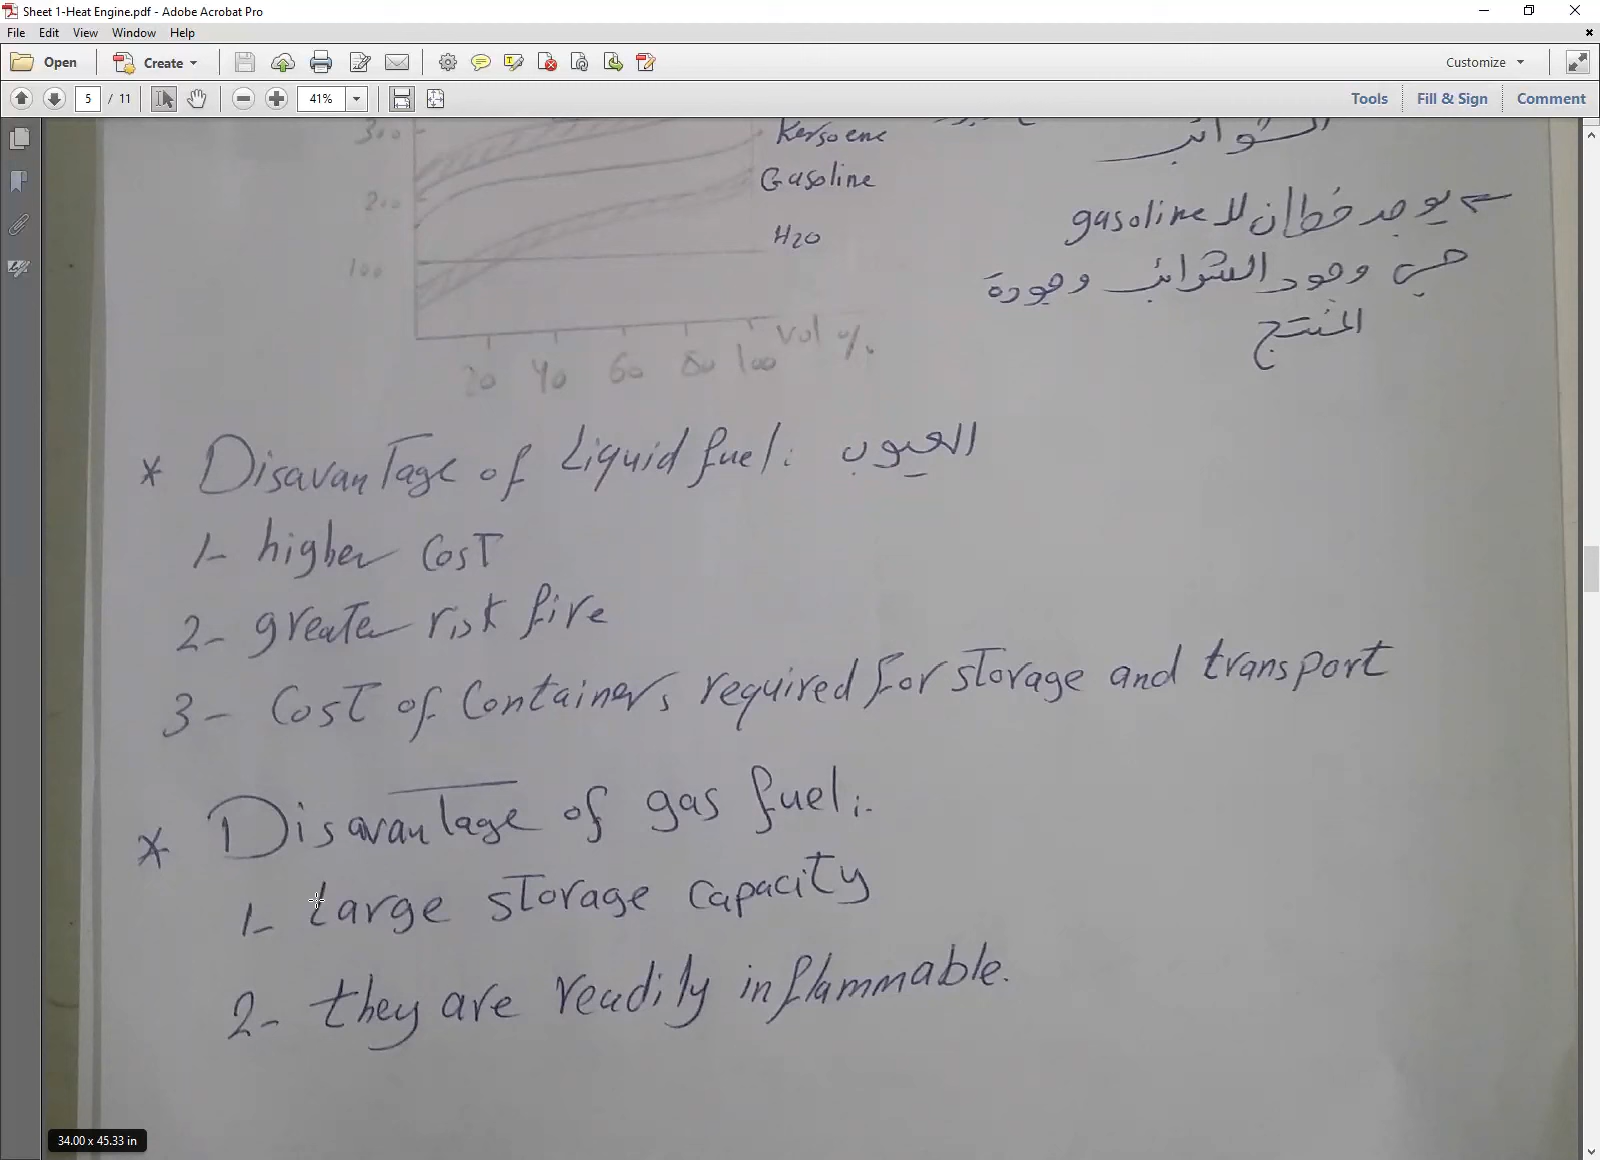 Sheet 1-Heat Engine.pdf - Adobe Acrobat Pro
File Edit View Window Help
Open Create Customize
5 / 11 41% Tools Fill & Sign Comment
300
Kersoene
200
Gasoline
H2O
100
Vol %
20 40 60 80 100
الشوائب
يوجد خطان لل gasoline
حسب وجود الشوائب وجودة
المنتج
* Disavantage of Liquid fuel: العيوب
1- higher Cost
2- greater risk fire
3- Cost of Containers required for storage and transport
* Disavantage of gas fuel:-
1- Large storage capacity
2- they are readily inflammable.
34.00 x 45.33 in